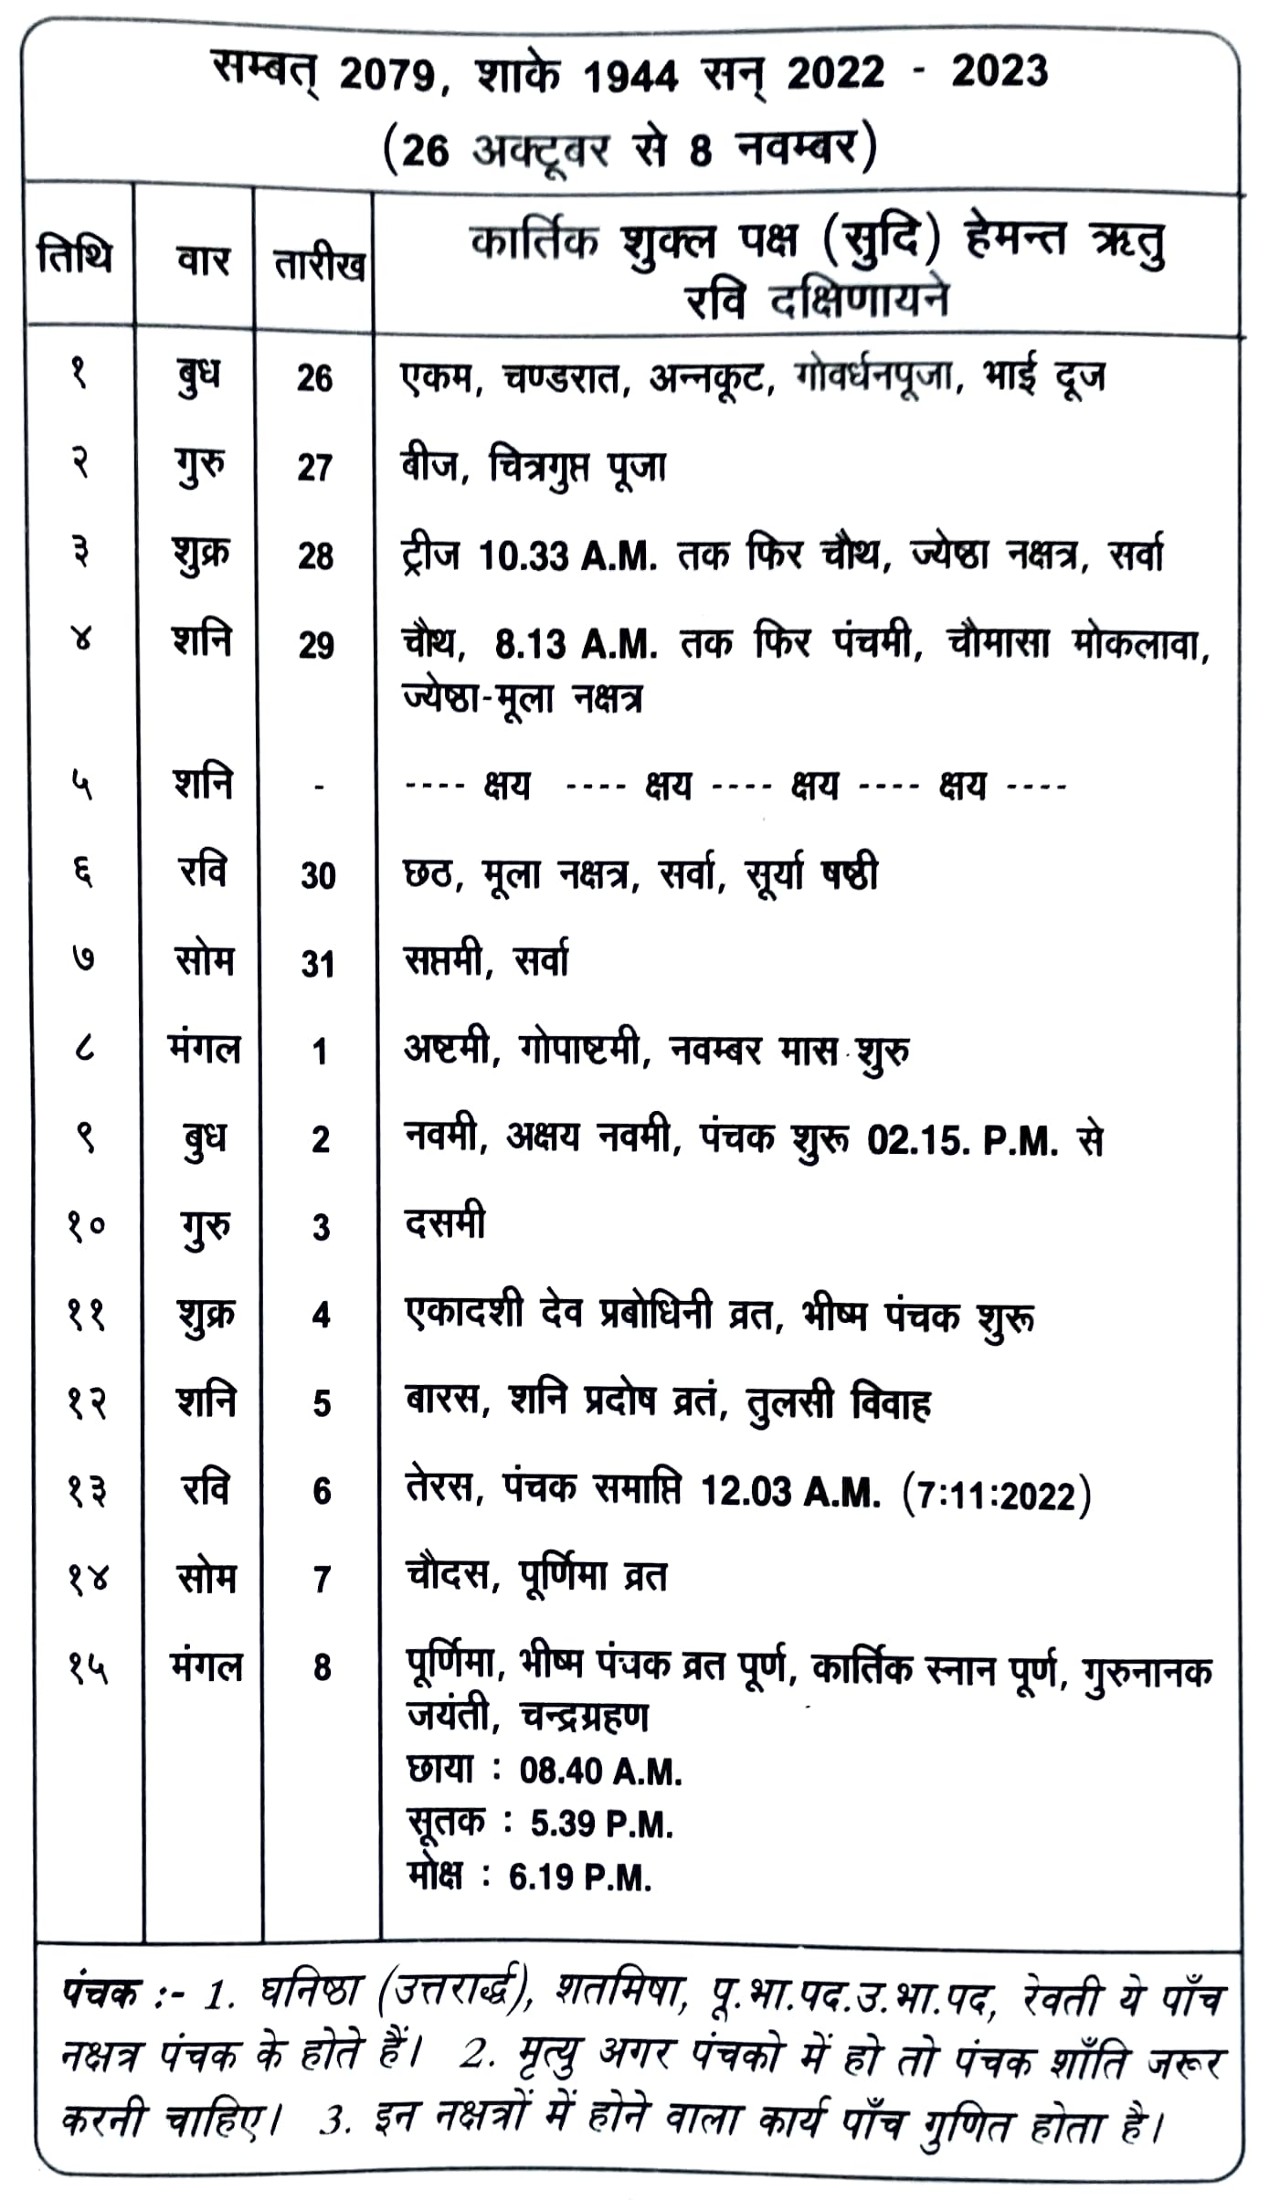 सम्बत् 2079, शाके 1944 सन् 2022 - 2023
(26 अक्टूबर से 8 नवम्बर)
तिथि वार तारीख कार्तिक शुक्ल पक्ष (सुदि) हेमन्त ऋतु
रवि दक्षिणायने
१ बुध 26 एकम, चण्डरात, अन्नकूट, गोवर्धनपूजा, भाई दूज
२ गुरु 27 बीज, चित्रगुप्त पूजा
३ शुक्र 28 ट्रीज 10.33 A.M. तक फिर चौथ, ज्येष्ठा नक्षत्र, सर्वा
४ शनि 29 चौथ, 8.13 A.M. तक फिर पंचमी, चौमासा मोकलावा,
ज्येष्ठा-मूला नक्षत्र
५ शनि - ---- क्षय ---- क्षय ---- क्षय ---- क्षय ----
६ रवि 30 छठ, मूला नक्षत्र, सर्वा, सूर्या षष्ठी
७ सोम 31 सप्तमी, सर्वा
८ मंगल 1 अष्टमी, गोपाष्टमी, नवम्बर मास शुरु
९ बुध 2 नवमी, अक्षय नवमी, पंचक शुरू 02.15. P.M. से
१० गुरु 3 दसमी
११ शुक्र 4 एकादशी देव प्रबोधिनी व्रत, भीष्म पंचक शुरू
१२ शनि 5 बारस, शनि प्रदोष व्रतं, तुलसी विवाह
१३ रवि 6 तेरस, पंचक समाप्ति 12.03 A.M. (7:11:2022)
१४ सोम 7 चौदस, पूर्णिमा व्रत
१५ मंगल 8 पूर्णिमा, भीष्म पंचक व्रत पूर्ण, कार्तिक स्नान पूर्ण, गुरुनानक
जयंती, चन्द्रग्रहण
छाया : 08.40 A.M.
सूतक : 5.39 P.M.
मोक्ष : 6.19 P.M.
पंचक :- 1. घनिष्ठा (उत्तरार्द्ध), शतमिषा, पू.भा.पद.उ.भा.पद, रेवती ये पाँच
नक्षत्र पंचक के होते हैं। 2. मृत्यु अगर पंचको में हो तो पंचक शाँति जरूर
करनी चाहिए। 3. इन नक्षत्रों में होने वाला कार्य पाँच गुणित होता है।